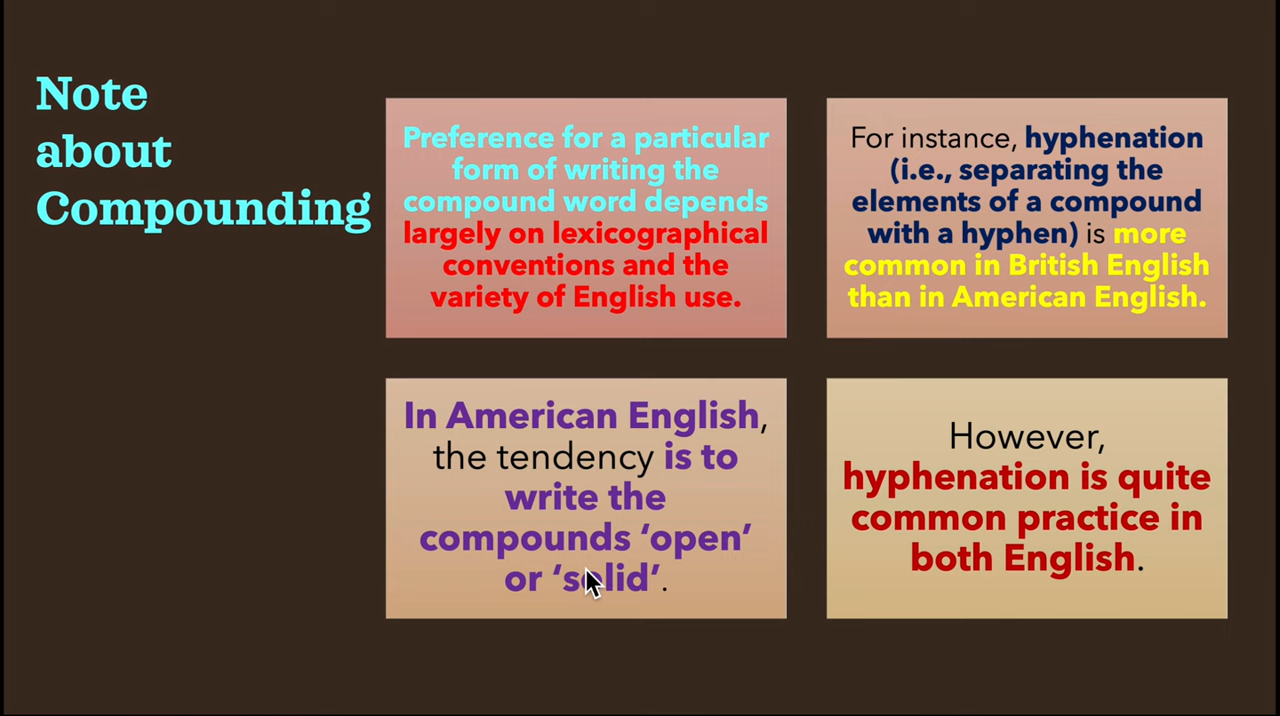 Note
about
Compounding
Preference for a particular
form of writing the
compound word depends
largely on lexicographical
conventions and the
variety of English use.
For instance, hyphenation
(i.e., separating the
elements of a compound
with a hyphen) is more
common in British English
than in American English.
In American English,
the tendency is to
write the
compounds ‘open’
or ‘solid’.
However,
hyphenation is quite
common practice in
both English.